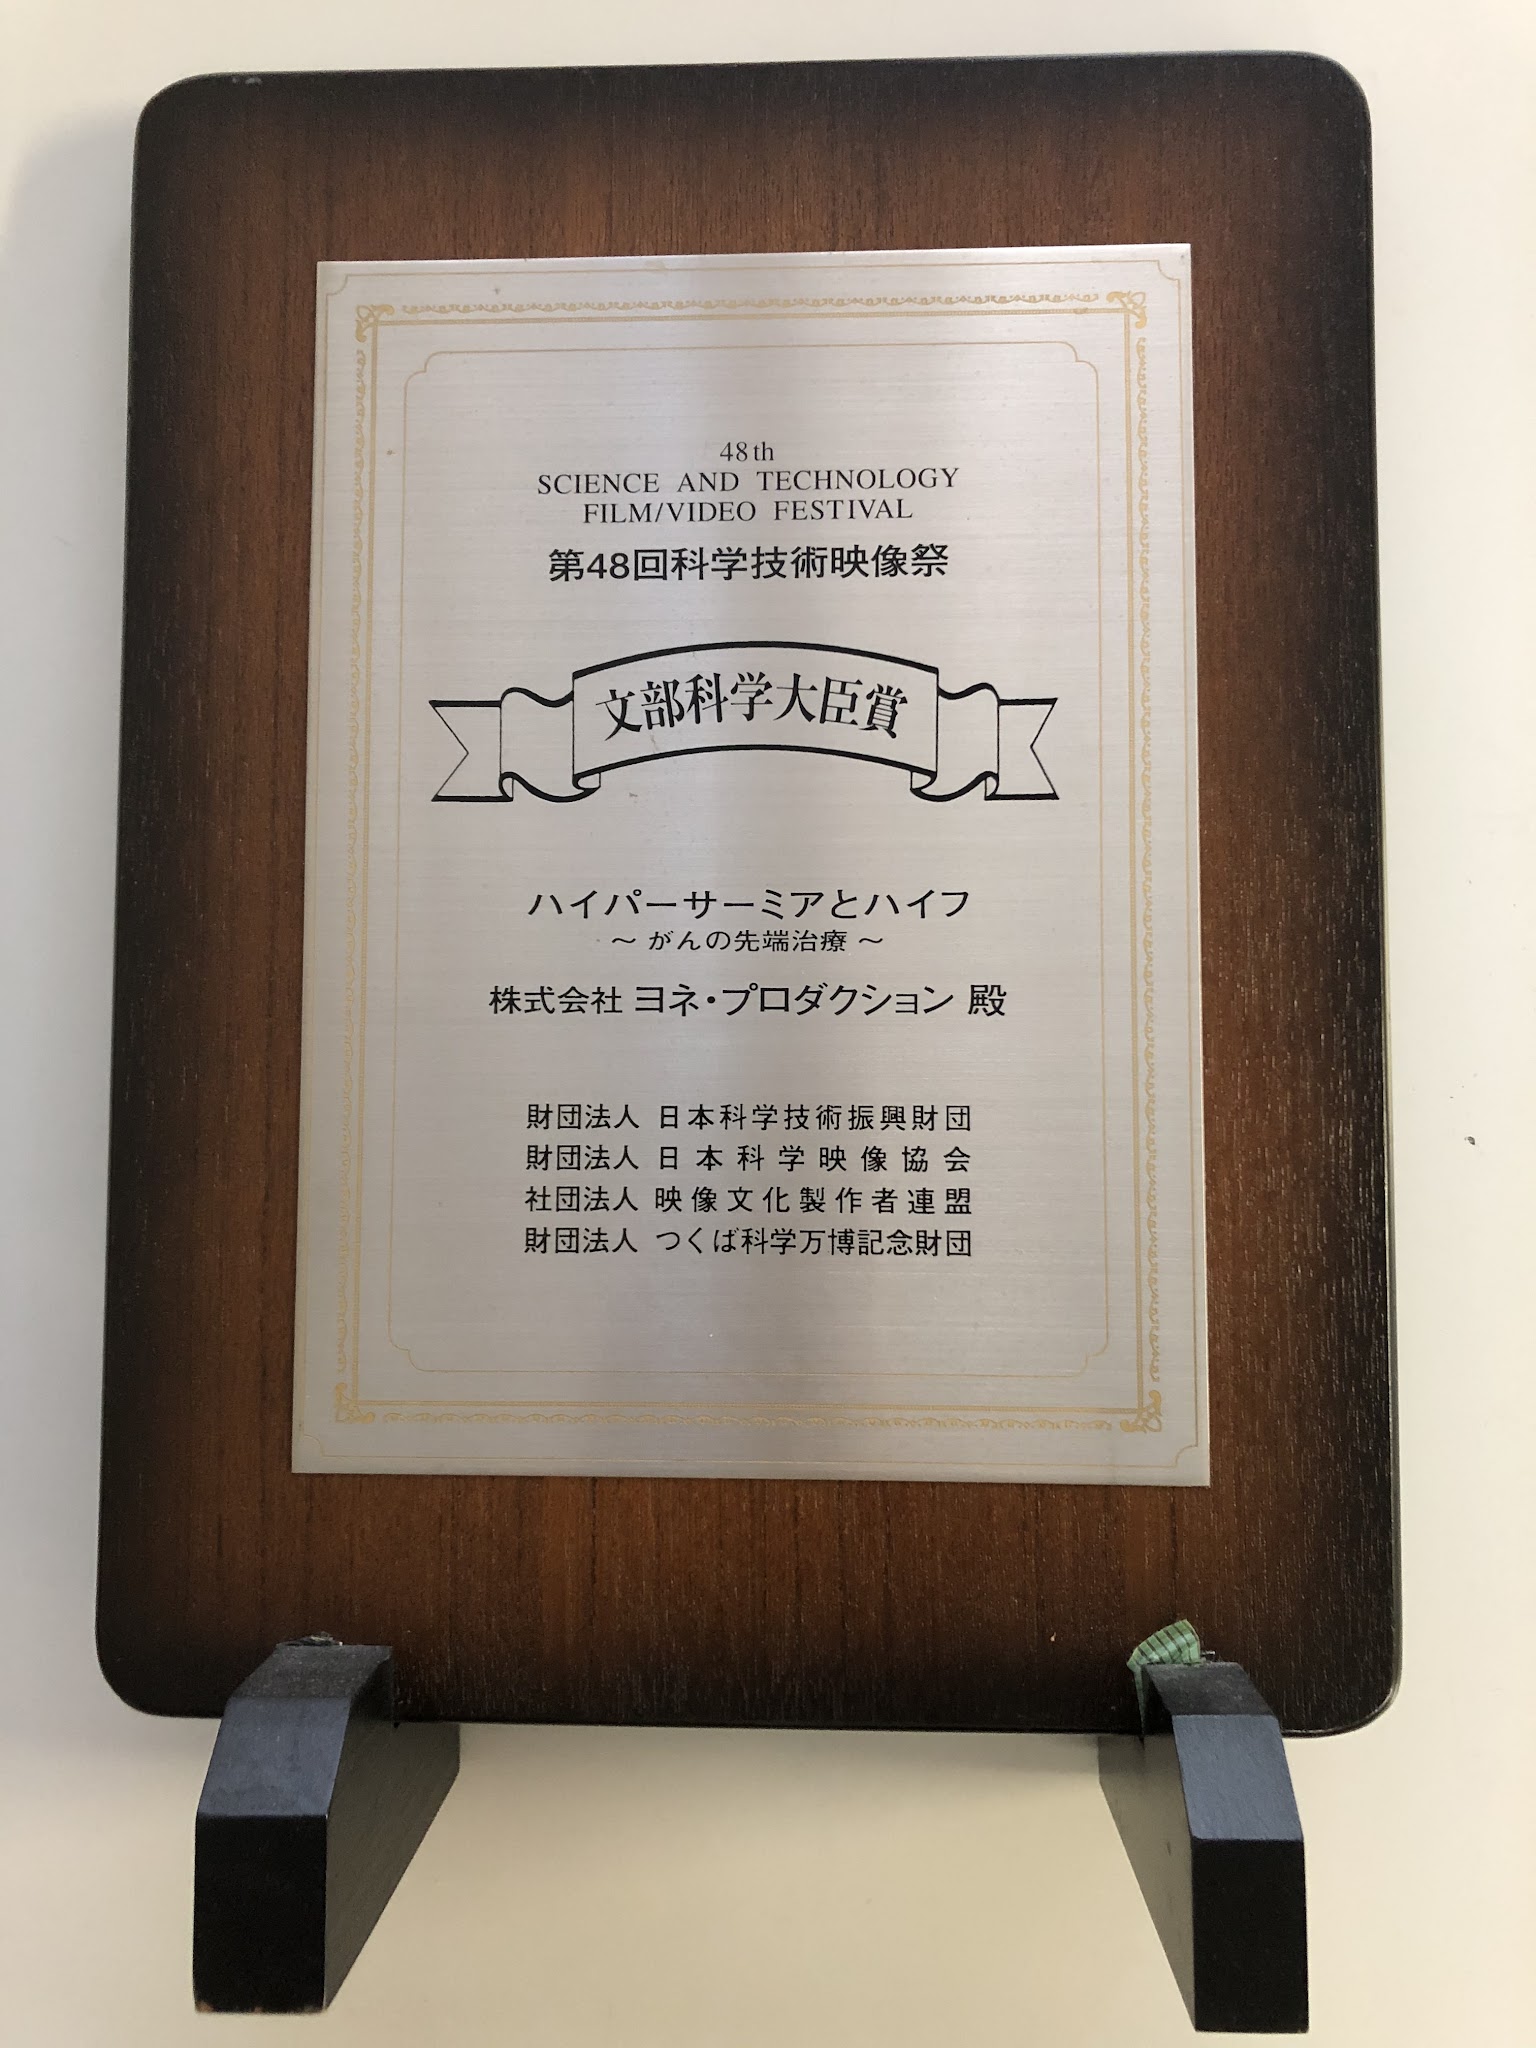 48th
SCIENCE AND TECHNOLOGY
FILM/VIDEO FESTIVAL
第48回科学技術映像祭
文部科学大臣賞
ハイパーサーミアとハイフ
～ がんの先端治療 ～
株式会社 ヨネ・プロダクション 殿
財団法人 日本科学技術振興財団
財団法人 日本科学映像協会
社団法人 映像文化製作者連盟
財団法人 つくば科学万博記念財団